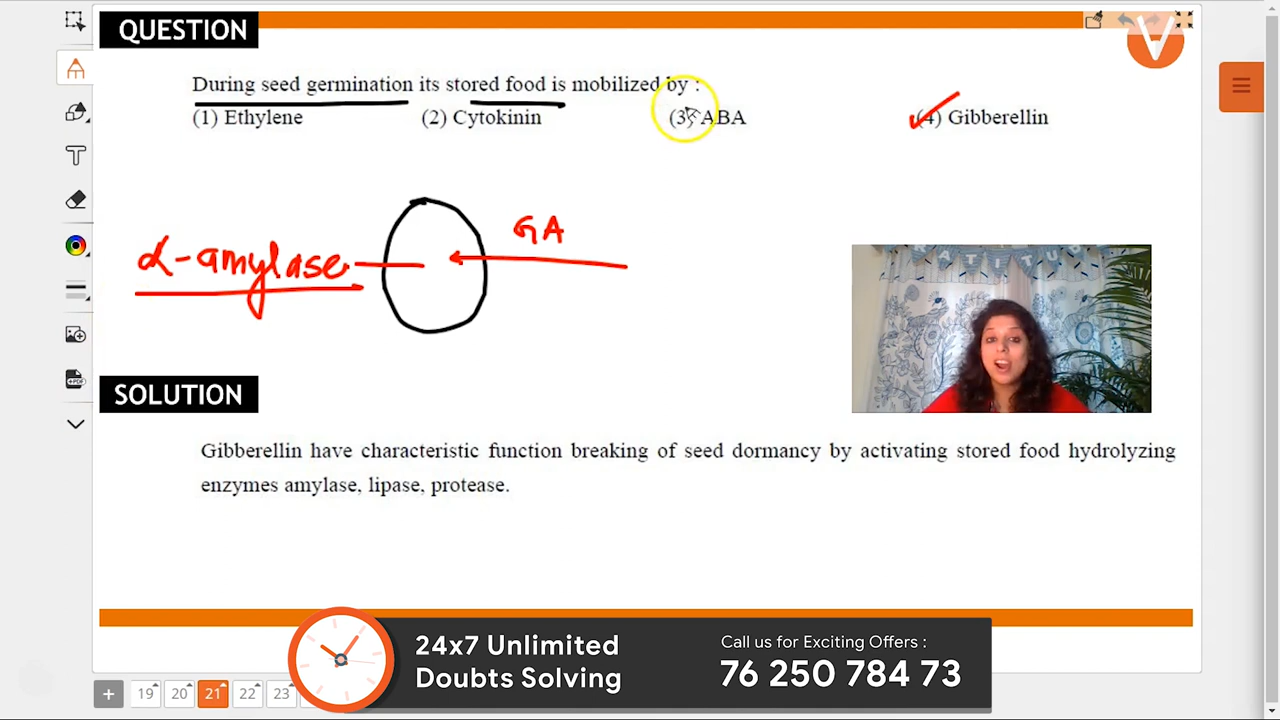 QUESTION
During seed germination its stored food is mobilized by :
(1) Ethylene (2) Cytokinin (3) ABA (4) Gibberellin
GA
α-amylase
SOLUTION
Gibberellin have characteristic function breaking of seed dormancy by activating stored food hydrolyzing
enzymes amylase, lipase, protease.
24x7 Unlimited
Doubts Solving
Call us for Exciting Offers :
76 250 784 73
19 20 21 22 23